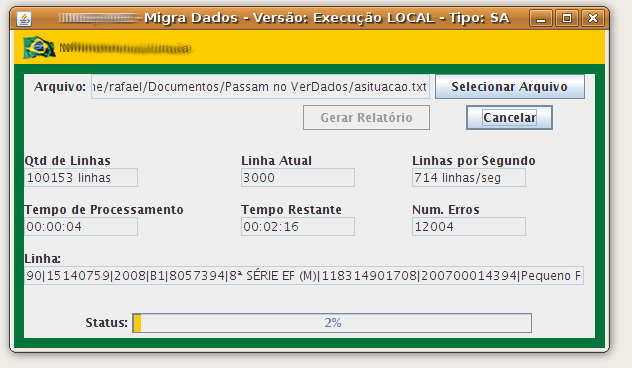 Migra Dados - Versão: Execução LOCAL - Tipo: SA
Arquivo: ne/rafael/Documentos/Passam no VerDados/asituacao.txt Selecionar Arquivo
Gerar Relatório Cancelar
Qtd de Linhas Linha Atual Linhas por Segundo
100153 linhas 3000 714 linhas/seg
Tempo de Processamento Tempo Restante Num. Erros
00:00:04 00:02:16 12004
Linha:
90|15140759|2008|B1|8057394|8ª SÉRIE EF (M)|118314901708|200700014394|Pequeno F
Status: 2%